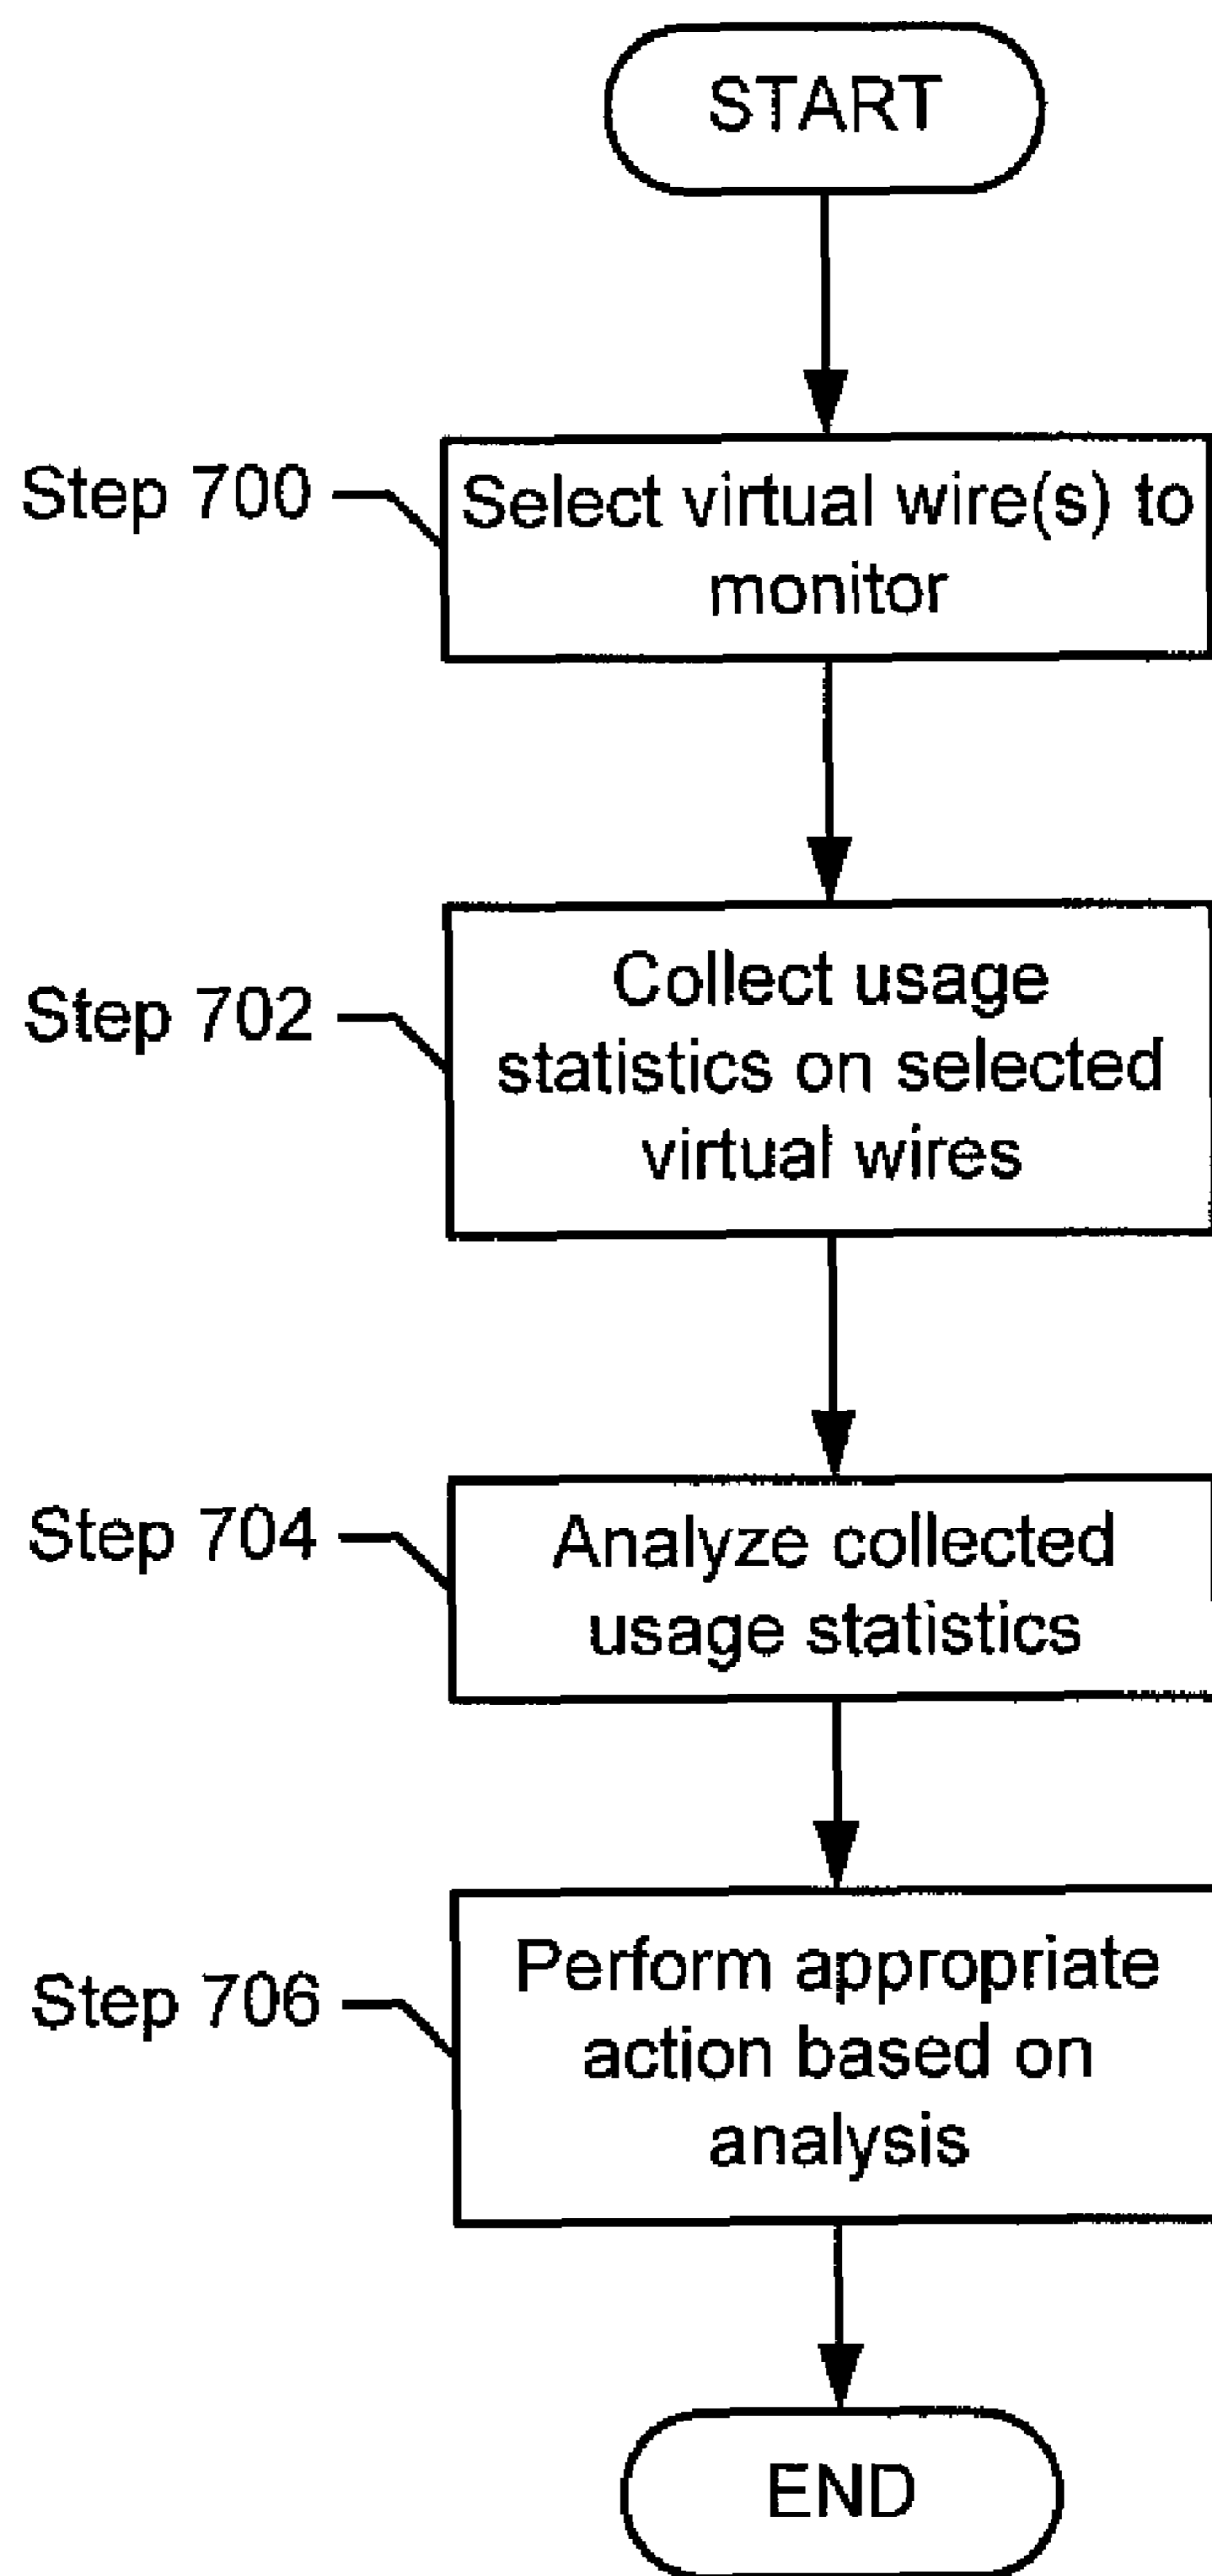 START
Step 700
Select virtual wire(s) to
monitor
Step 702
Collect usage
statistics on selected
virtual wires
Step 704
Analyze collected
usage statistics
Step 706
Perform appropriate
action based on
analysis
END